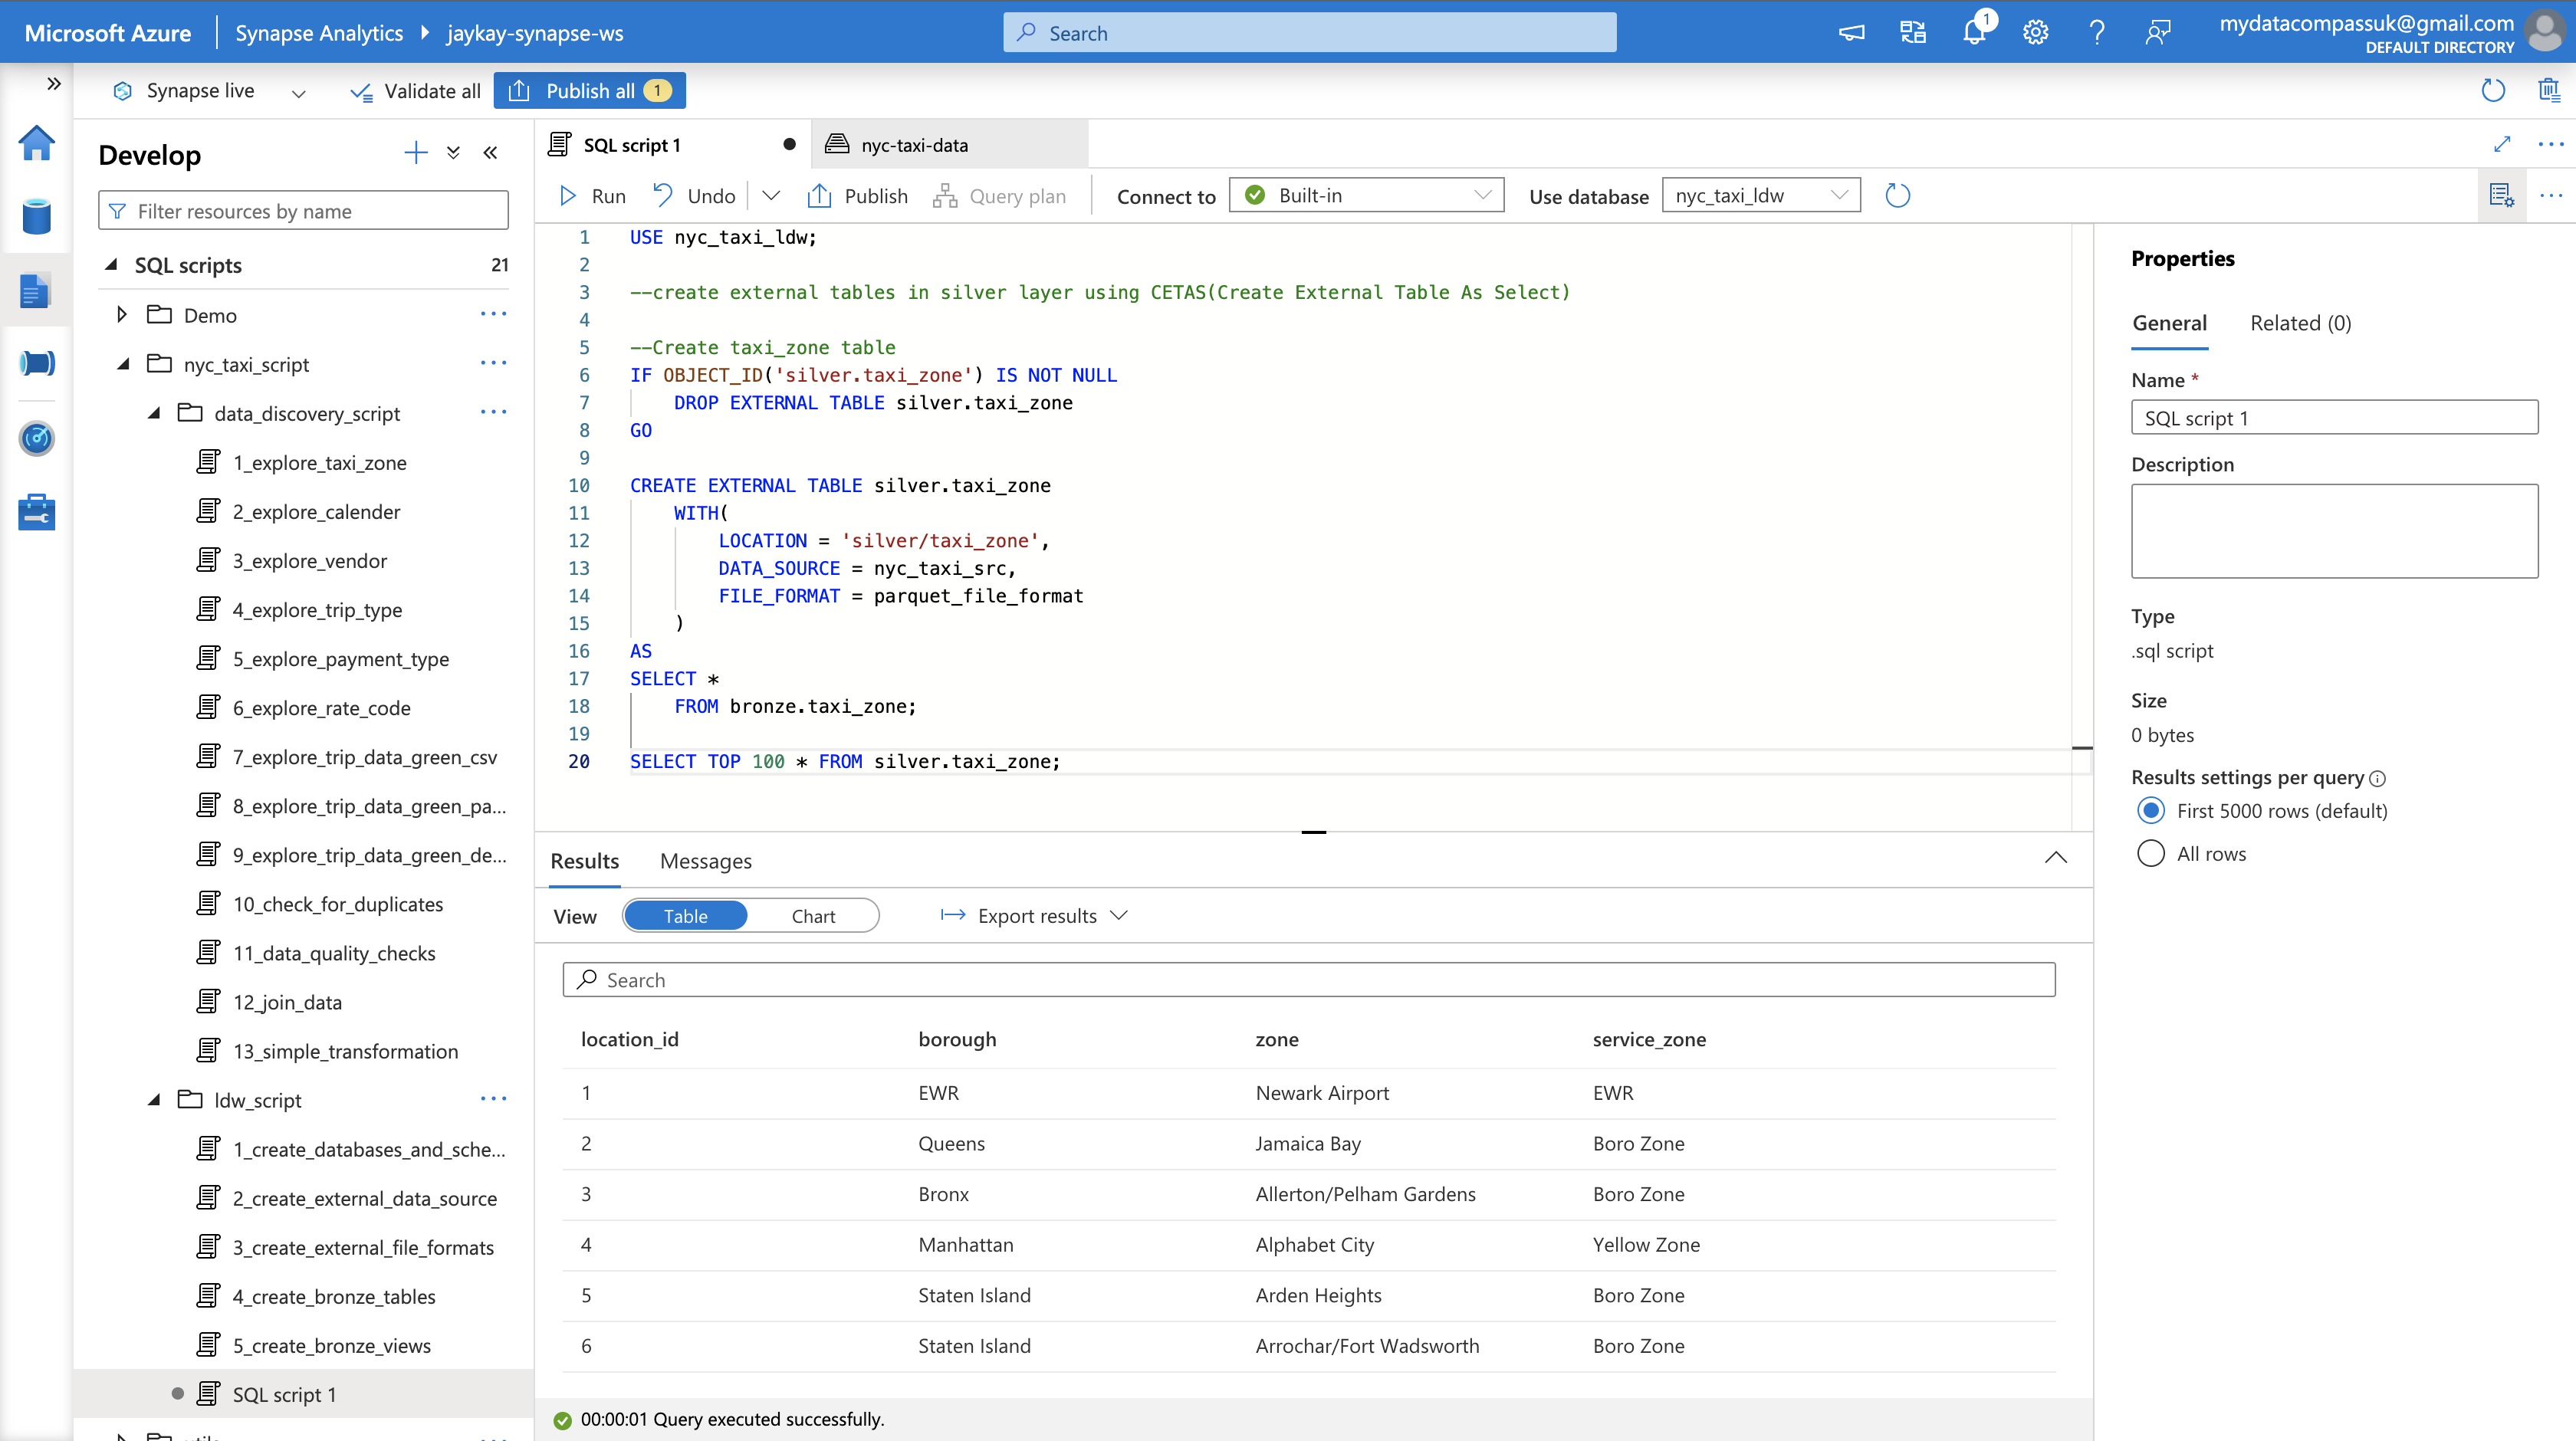 Microsoft Azure
Synapse Analytics
jaykay-synapse-ws
Search
1
mydatacompassuk@gmail.com
DEFAULT DIRECTORY
Synapse live
Validate all
Publish all 1
Develop
Filter resources by name
SQL scripts 21
Demo
nyc_taxi_script
data_discovery_script
1_explore_taxi_zone
2_explore_calender
3_explore_vendor
4_explore_trip_type
5_explore_payment_type
6_explore_rate_code
7_explore_trip_data_green_csv
8_explore_trip_data_green_pa...
9_explore_trip_data_green_de...
10_check_for_duplicates
11_data_quality_checks
12_join_data
13_simple_transformation
ldw_script
1_create_databases_and_sche...
2_create_external_data_source
3_create_external_file_formats
4_create_bronze_tables
5_create_bronze_views
SQL script 1
SQL script 1
nyc-taxi-data
Run Undo Publish Query plan Connect to Built-in Use database nyc_taxi_ldw
1 USE nyc_taxi_ldw;
2
3 --create external tables in silver layer using CETAS(Create External Table As Select)
4
5 --Create taxi_zone table
6 IF OBJECT_ID('silver.taxi_zone') IS NOT NULL
7 DROP EXTERNAL TABLE silver.taxi_zone
8 GO
9
10 CREATE EXTERNAL TABLE silver.taxi_zone
11 WITH(
12 LOCATION = 'silver/taxi_zone',
13 DATA_SOURCE = nyc_taxi_src,
14 FILE_FORMAT = parquet_file_format
15 )
16 AS
17 SELECT *
18 FROM bronze.taxi_zone;
19
20 SELECT TOP 100 * FROM silver.taxi_zone;
Results Messages
View Table Chart Export results
Search
location_id borough zone service_zone
1 EWR Newark Airport EWR
2 Queens Jamaica Bay Boro Zone
3 Bronx Allerton/Pelham Gardens Boro Zone
4 Manhattan Alphabet City Yellow Zone
5 Staten Island Arden Heights Boro Zone
6 Staten Island Arrochar/Fort Wadsworth Boro Zone
00:00:01 Query executed successfully.
Properties
General Related (0)
Name *
SQL script 1
Description
Type
.sql script
Size
0 bytes
Results settings per query
First 5000 rows (default)
All rows